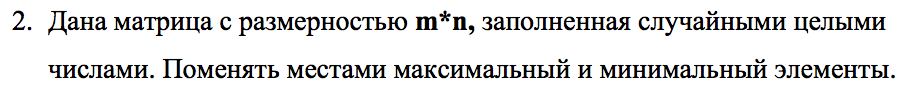 2. Дана матрица с размерностью m*n, заполненная случайными целыми
числами. Поменять местами максимальный и минимальный элементы.